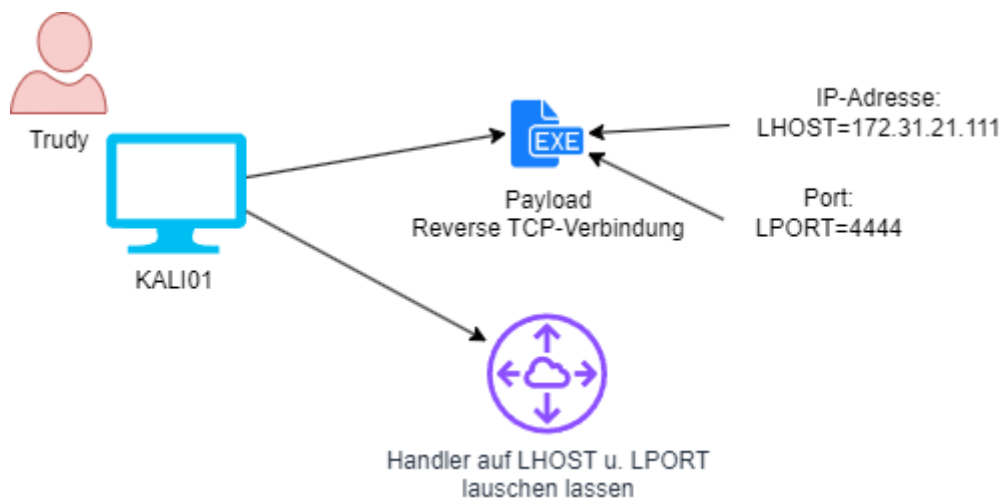 Trudy
KALI01
EXE
Payload
Reverse TCP-Verbindung
IP-Adresse:
LHOST=172.31.21.111
Port:
LPORT=4444
Handler auf LHOST u. LPORT
lauschen lassen